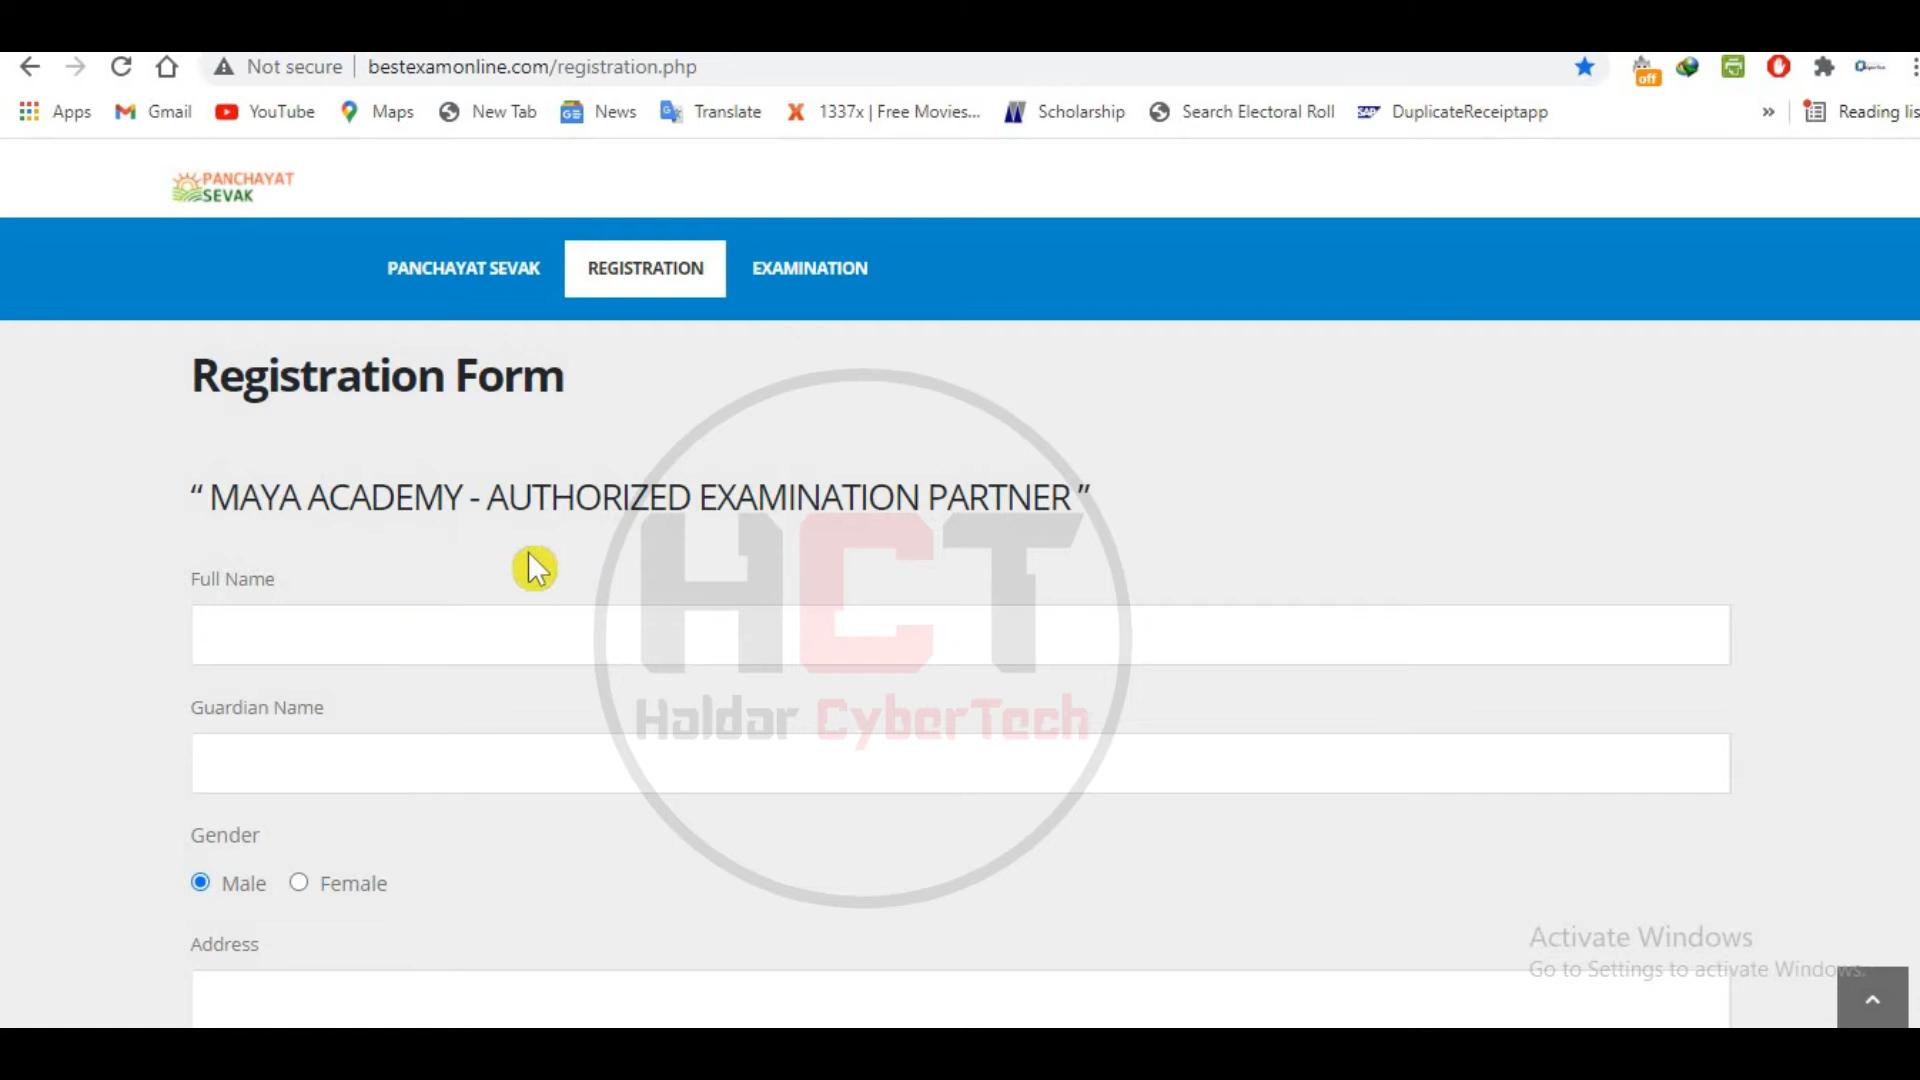 Not secure | bestexamonline.com/registration.php
off
Apps Gmail YouTube Maps New Tab News Translate 1337x | Free Movies... Scholarship Search Electoral Roll SAP DuplicateReceiptapp » Reading lis
PANCHAYAT
SEVAK
PANCHAYAT SEVAK REGISTRATION EXAMINATION
Registration Form
“ MAYA ACADEMY - AUTHORIZED EXAMINATION PARTNER ”
Full Name
HCT
Guardian Name
Haldar CyberTech
Gender
Male Female
Address
Activate Windows
Go to Settings to activate Windows.